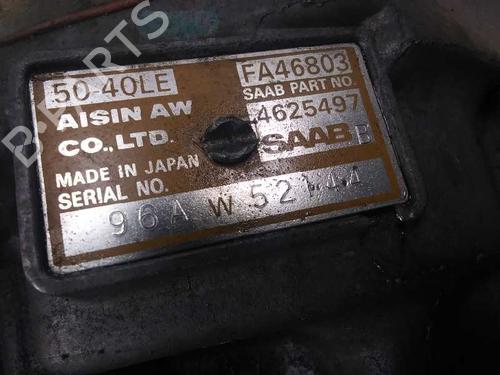 50-40LE FA46803
AISIN AW SAAB PART NO
CO.,LTD. 4625497
MADE IN JAPAN SAAB F
SERIAL NO.
96A W 52144
B-PARTS